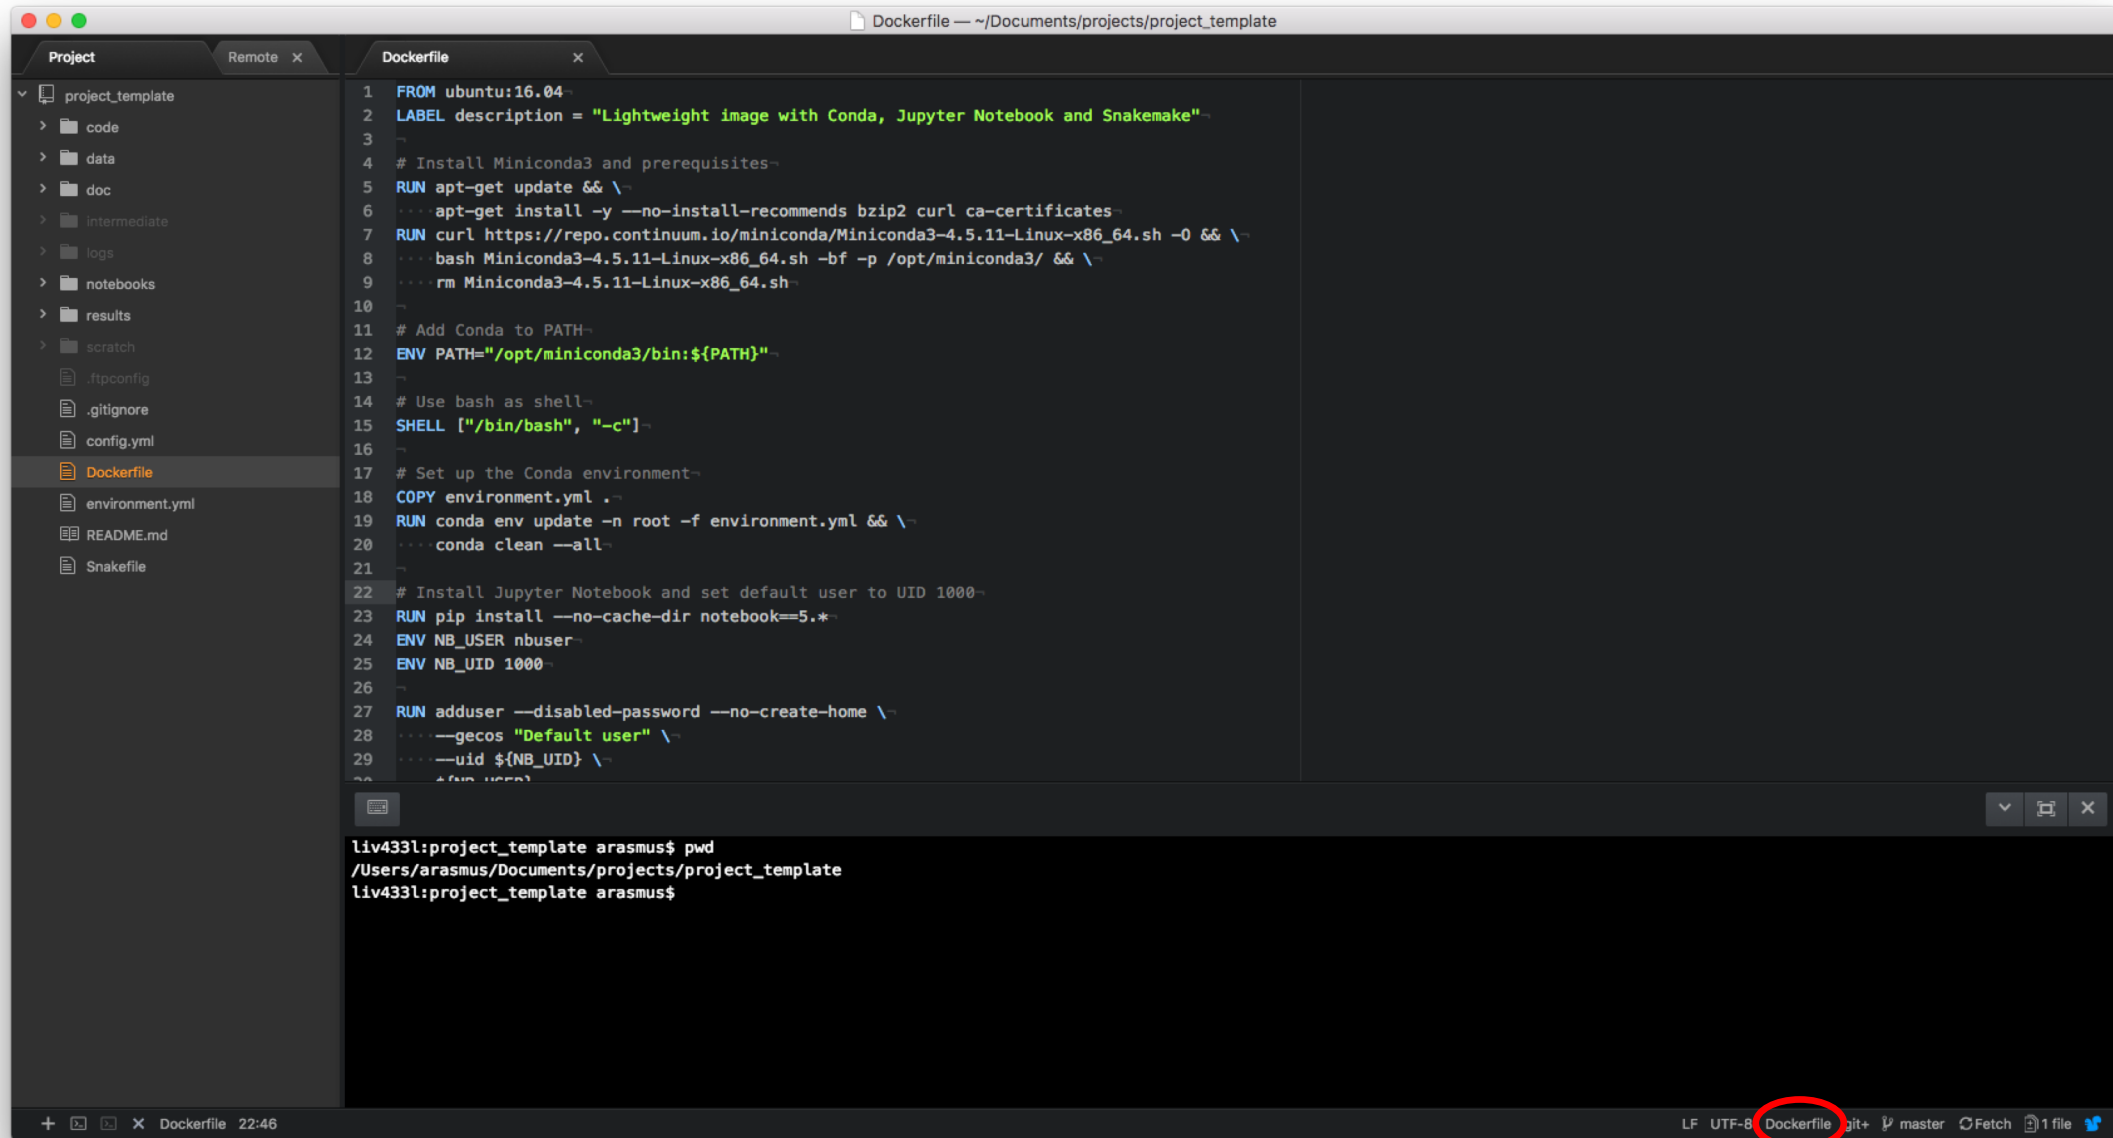 Dockerfile — ~/Documents/projects/project_template
Project
Remote
Dockerfile
project_template
code
data
doc
intermediate
logs
notebooks
results
scratch
.ftpconfig
.gitignore
config.yml
Dockerfile
environment.yml
README.md
Snakefile
1 FROM ubuntu:16.04¬
2 LABEL description = "Lightweight image with Conda, Jupyter Notebook and Snakemake"¬
3 ¬
4 # Install Miniconda3 and prerequisites¬
5 RUN apt-get update && \¬
6 ····apt-get install -y --no-install-recommends bzip2 curl ca-certificates¬
7 RUN curl https://repo.continuum.io/miniconda/Miniconda3-4.5.11-Linux-x86_64.sh -O && \¬
8 ····bash Miniconda3-4.5.11-Linux-x86_64.sh -bf -p /opt/miniconda3/ && \¬
9 ····rm Miniconda3-4.5.11-Linux-x86_64.sh¬
10 ¬
11 # Add Conda to PATH¬
12 ENV PATH="/opt/miniconda3/bin:${PATH}"¬
13 ¬
14 # Use bash as shell¬
15 SHELL ["/bin/bash", "-c"]¬
16 ¬
17 # Set up the Conda environment¬
18 COPY environment.yml .¬
19 RUN conda env update -n root -f environment.yml && \¬
20 ····conda clean --all¬
21 ¬
22 # Install Jupyter Notebook and set default user to UID 1000¬
23 RUN pip install --no-cache-dir notebook==5.*¬
24 ENV NB_USER nbuser¬
25 ENV NB_UID 1000¬
26 ¬
27 RUN adduser --disabled-password --no-create-home \¬
28 ····--gecos "Default user" \¬
29 ····--uid ${NB_UID} \¬
30 ${NB_USER}
liv433l:project_template arasmus$ pwd
/Users/arasmus/Documents/projects/project_template
liv433l:project_template arasmus$
Dockerfile 22:46
LF UTF-8 Dockerfile git+ master Fetch 1 file